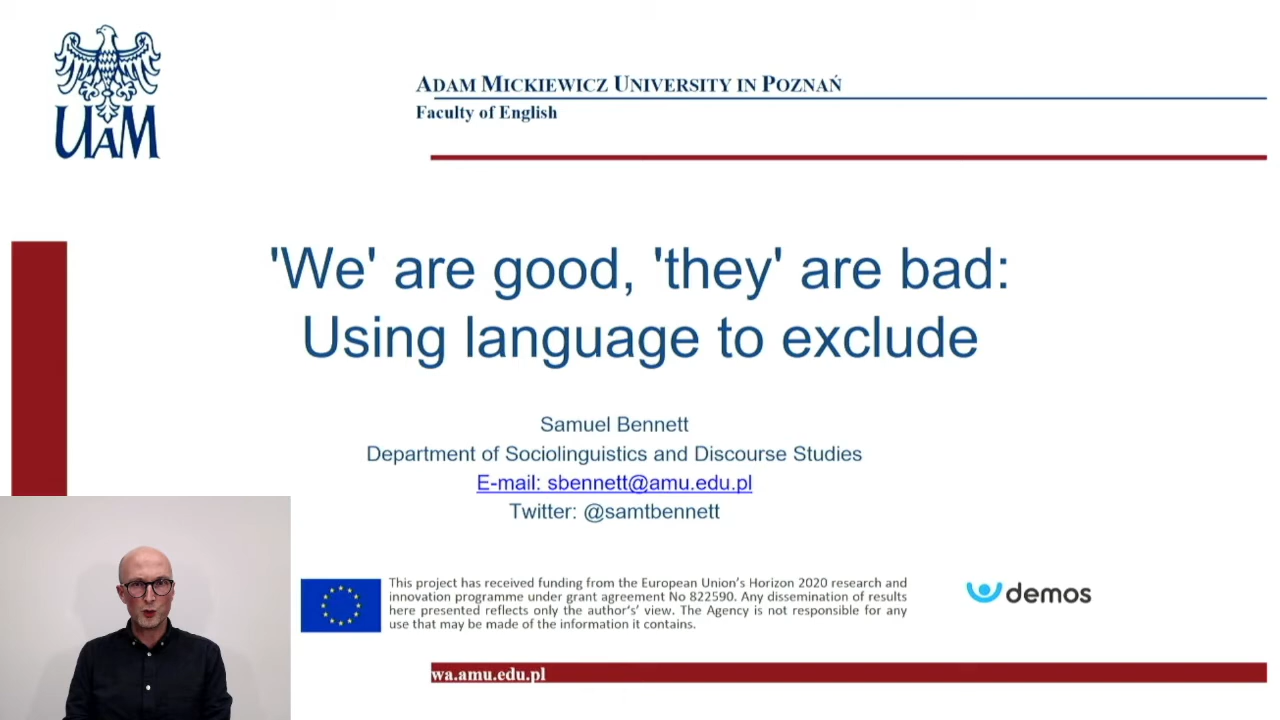 UAM
ADAM MICKIEWICZ UNIVERSITY IN POZNAŃ
Faculty of English
'We' are good, 'they' are bad:
Using language to exclude
Samuel Bennett
Department of Sociolinguistics and Discourse Studies
E-mail: sbennett@amu.edu.pl
Twitter: @samtbennett
This project has received funding from the European Union's Horizon 2020 research and
innovation programme under grant agreement No 822590. Any dissemination of results
here presented reflects only the author's' view. The Agency is not responsible for any
use that may be made of the information it contains.
demos
wa.amu.edu.pl